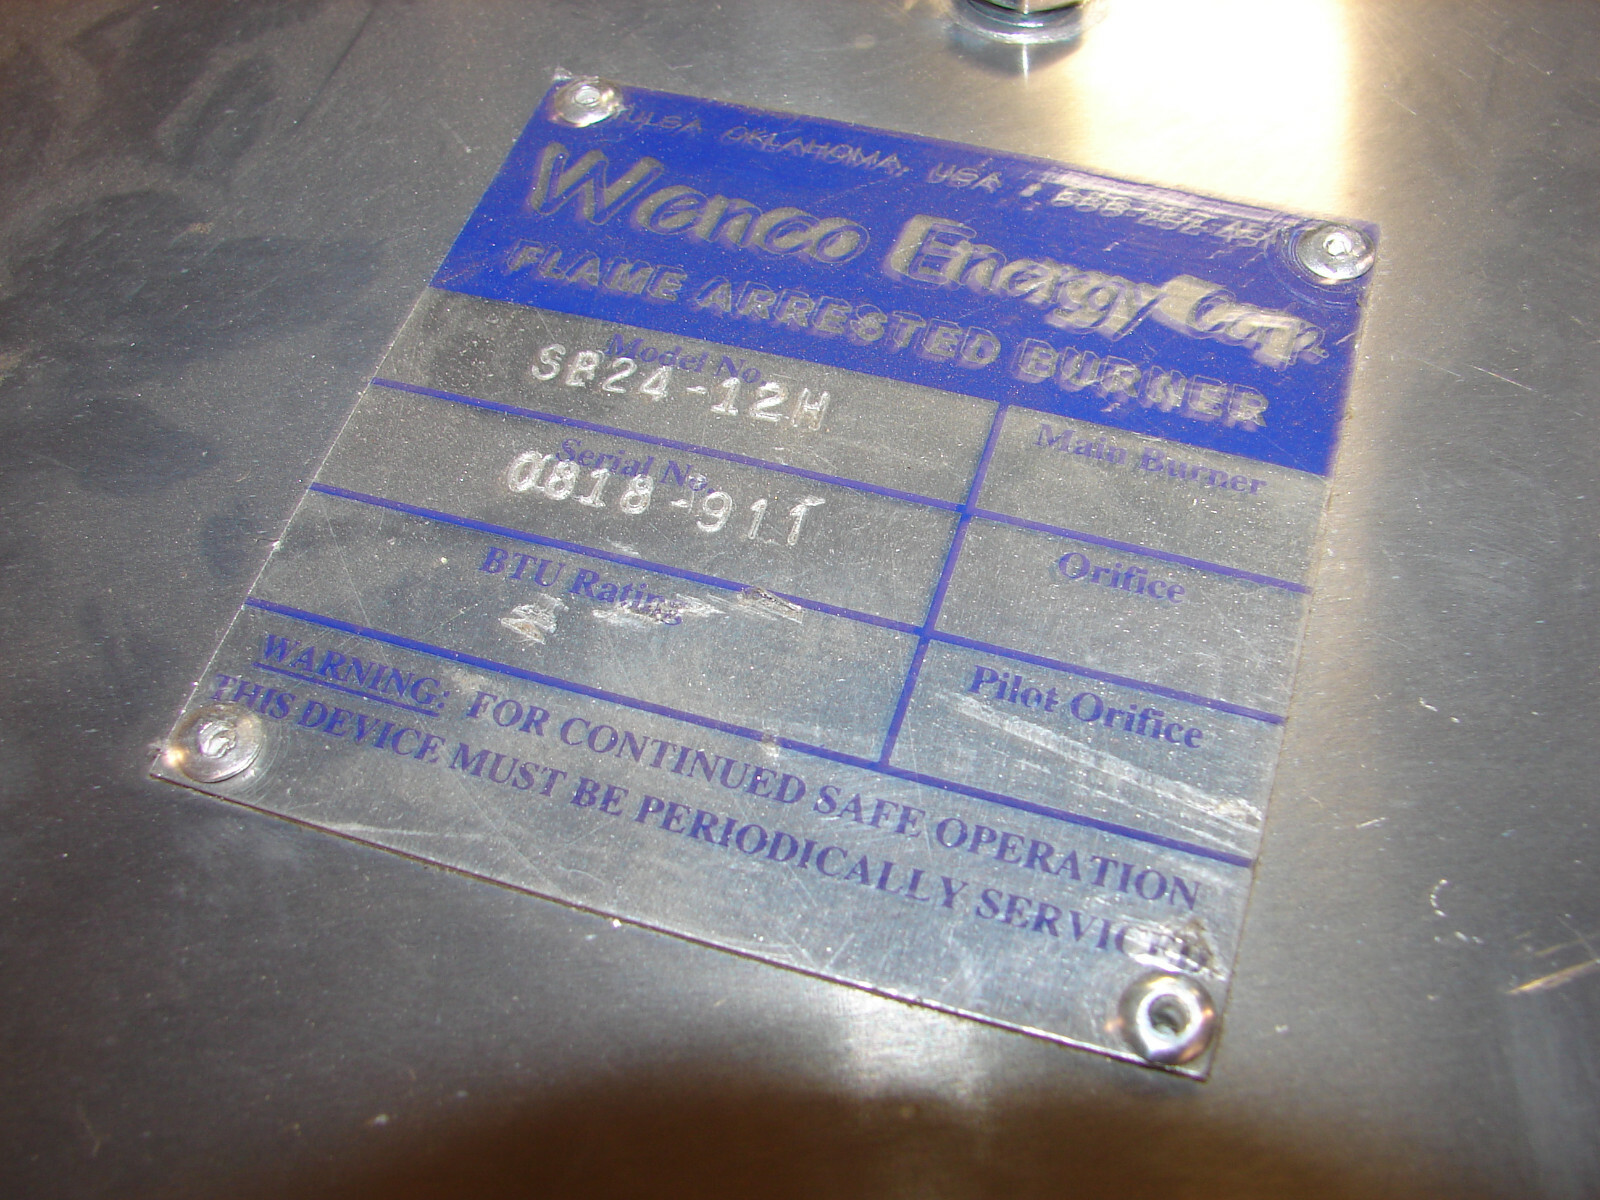 TULSA OKLAHOMA, USA
Wenco Energy Corp.
FLAME ARRESTED BURNER
Model No.
SB24-12H
Main Burner
Serial No.
0818-911
Orifice
BTU Rating
Pilot Orifice
WARNING: FOR CONTINUED SAFE OPERATION
THIS DEVICE MUST BE PERIODICALLY SERVICED.